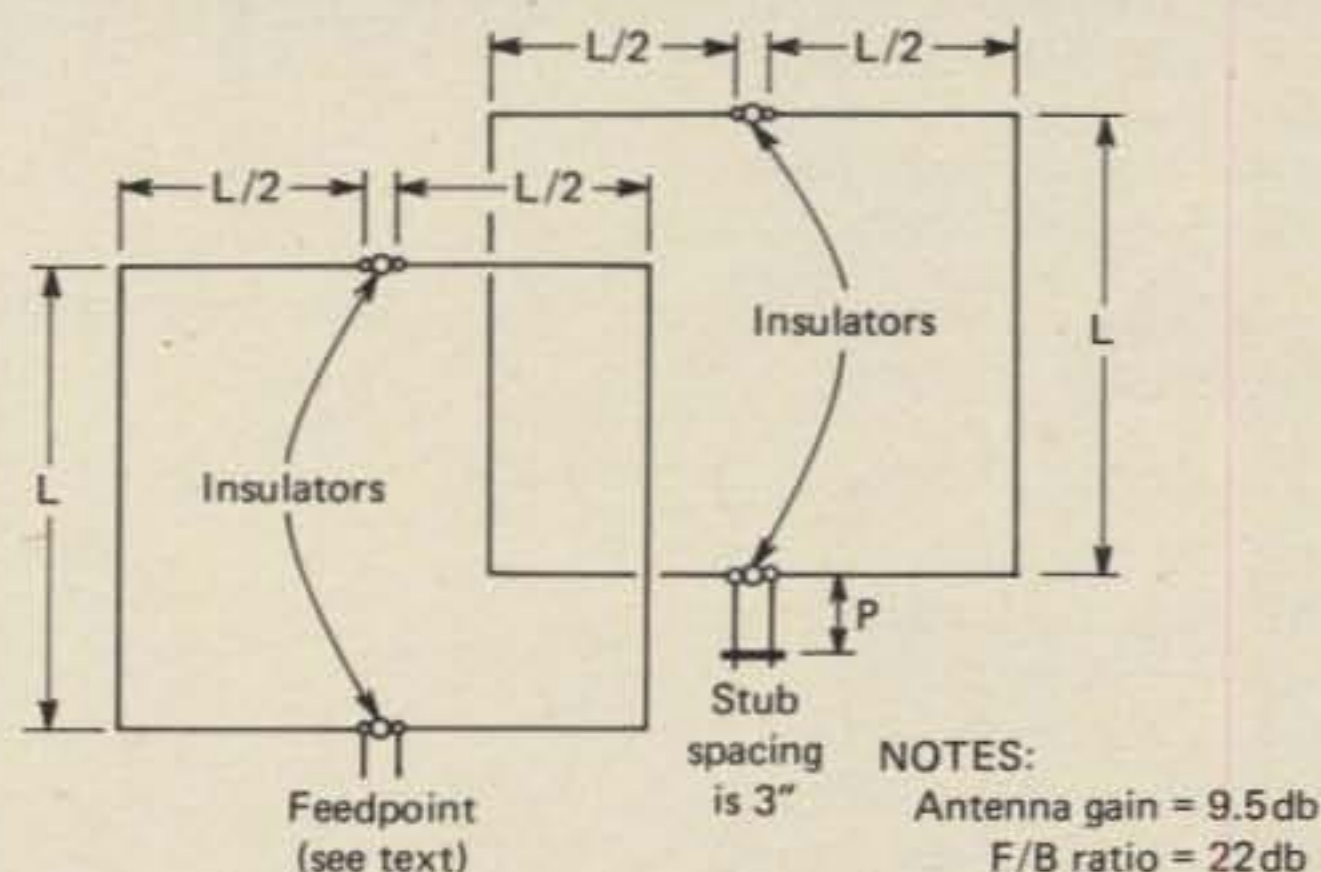 L/2 L/2
L/2 L/2
Insulators
L
Insulators
L
P
Stub
spacing
is 3"
Feedpoint
(see text)
NOTES:
Antenna gain = 9.5db
F/B ratio = 22db